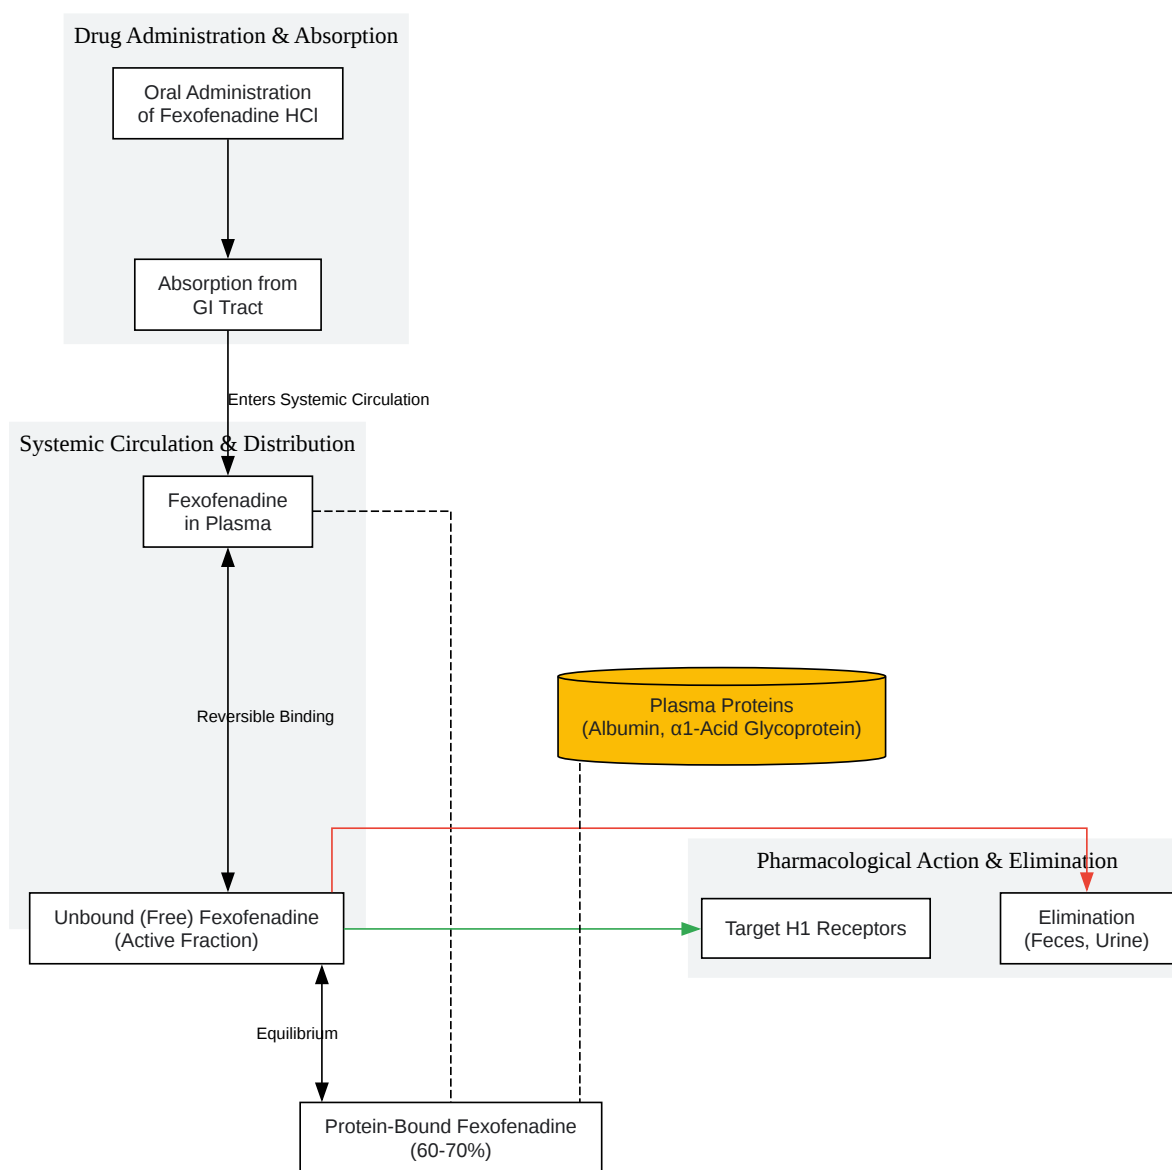 Drug Administration & Absorption
Oral Administration
of Fexofenadine HCl
Absorption from
GI Tract
Enters Systemic Circulation
Systemic Circulation & Distribution
Fexofenadine
in Plasma
Reversible Binding
Plasma Proteins
(Albumin, α1-Acid Glycoprotein)
Pharmacological Action & Elimination
Unbound (Free) Fexofenadine
(Active Fraction)
Target H1 Receptors
Elimination
(Feces, Urine)
Equilibrium
Protein-Bound Fexofenadine
(60-70%)